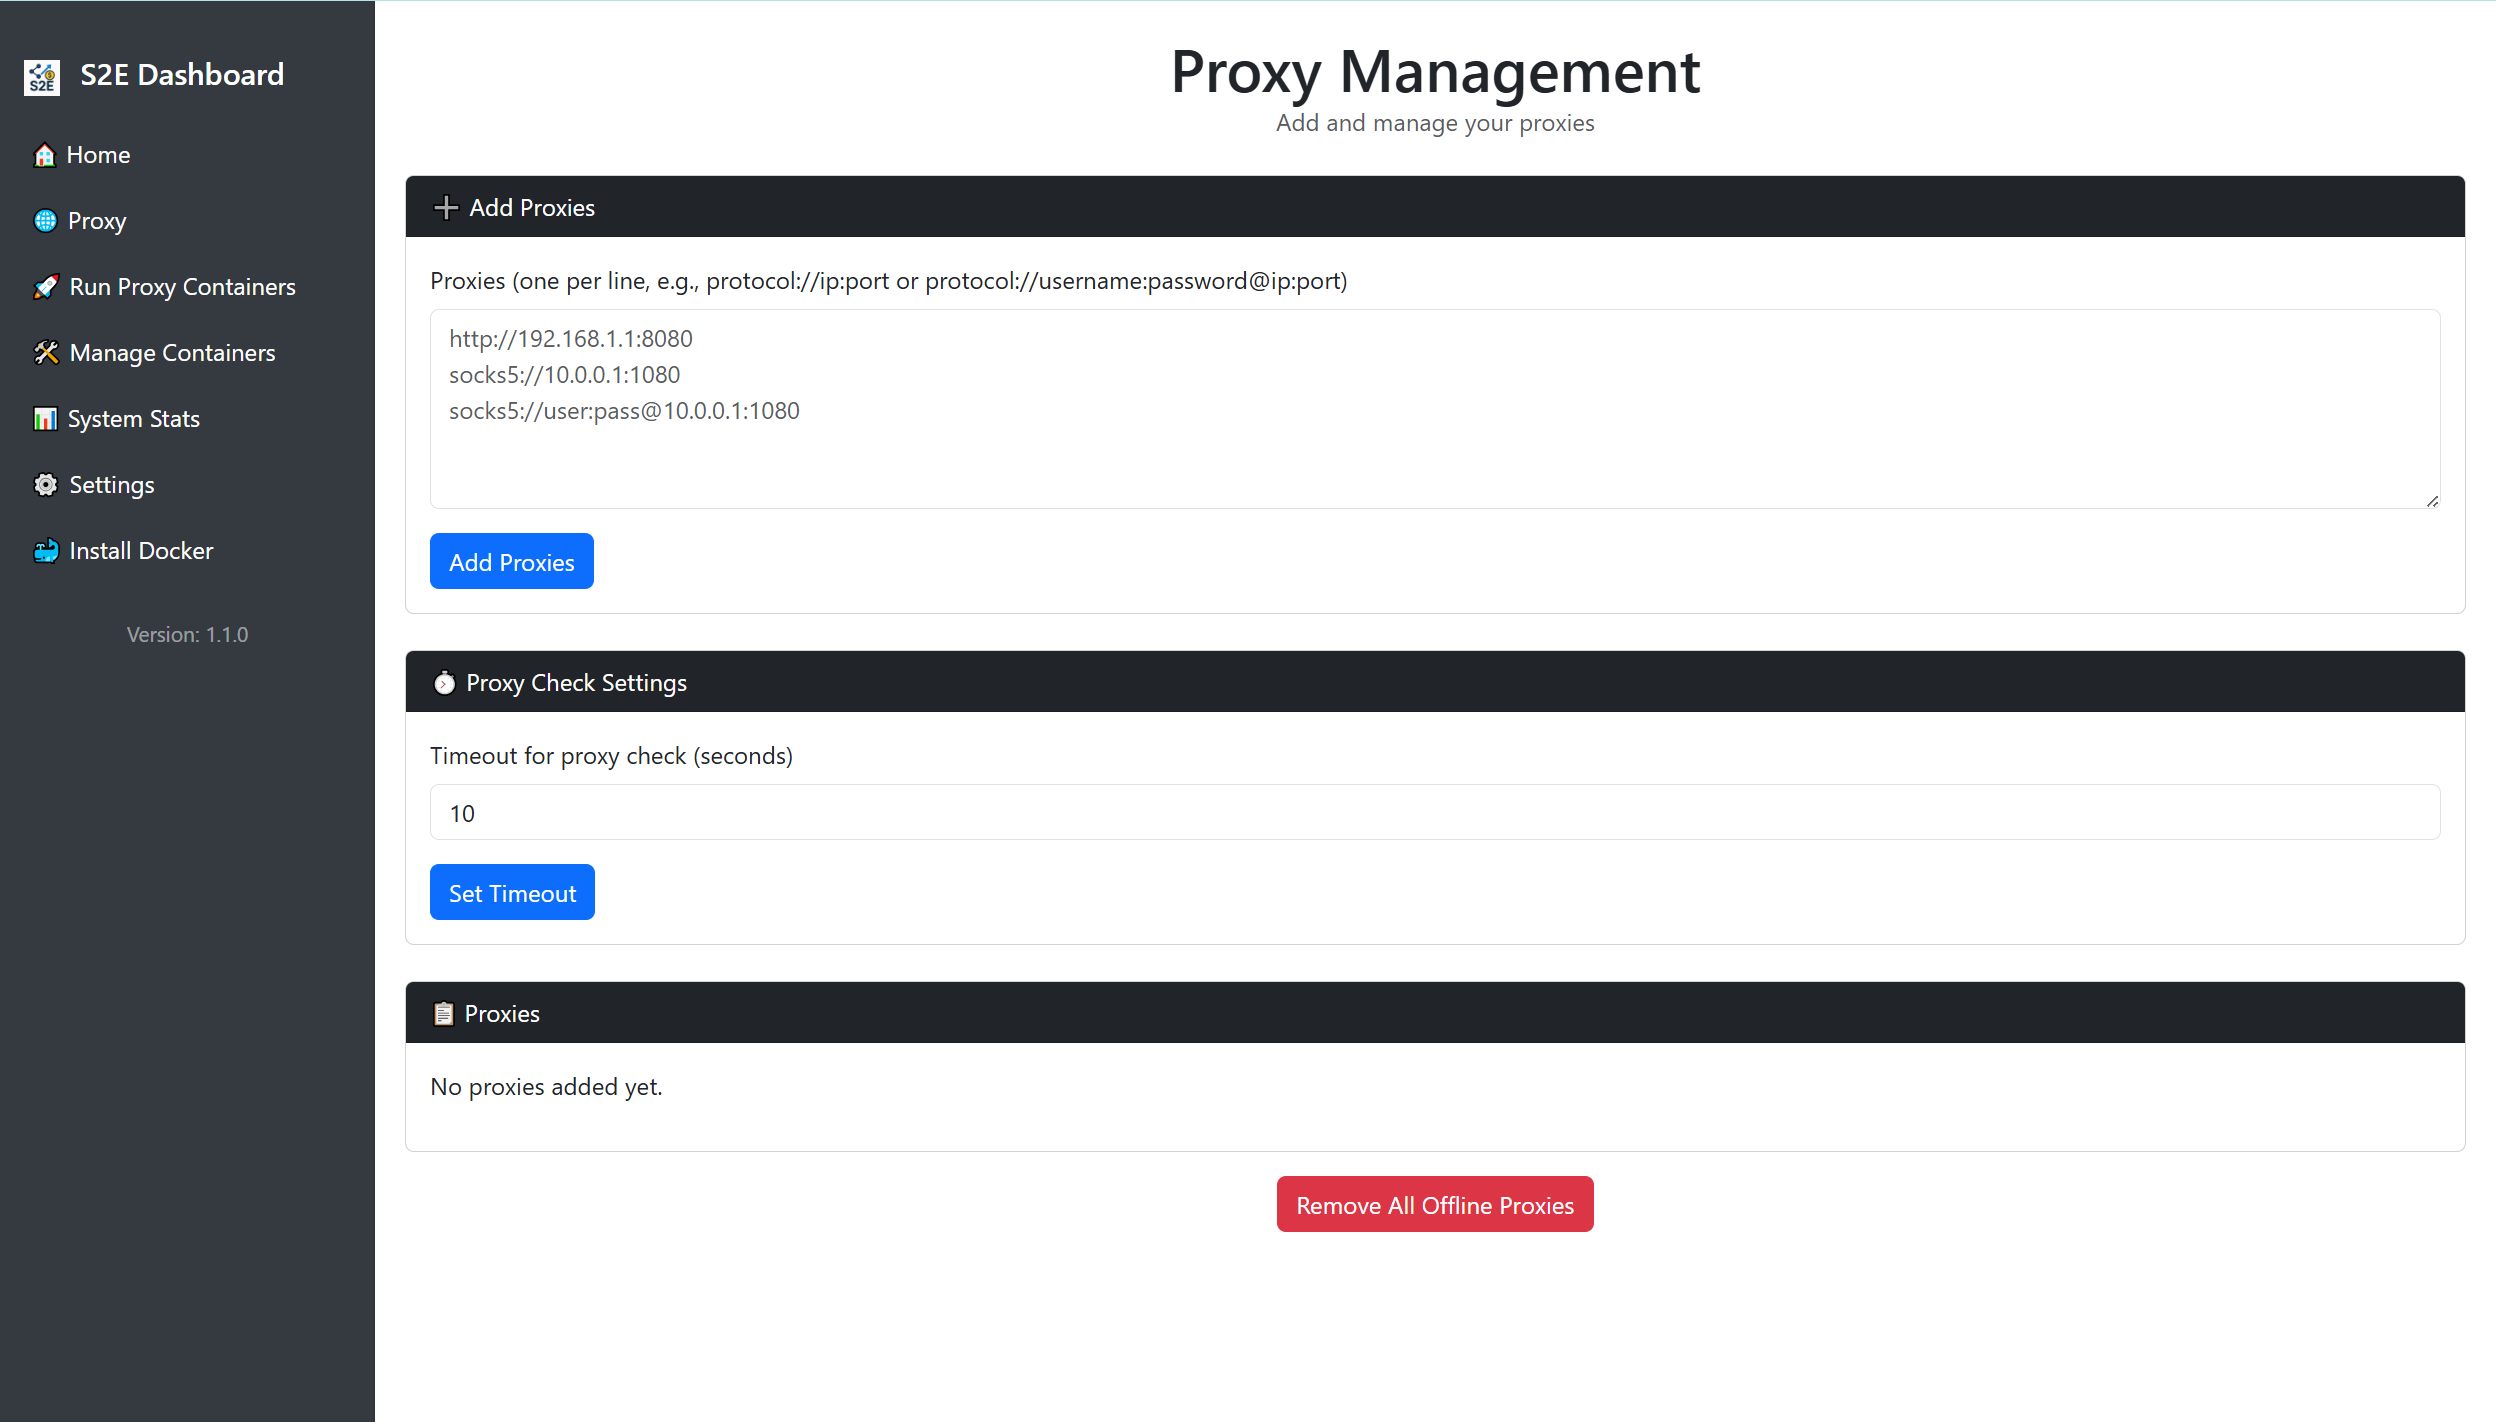 S2E
S2E Dashboard
Home
Proxy
Run Proxy Containers
Manage Containers
System Stats
Settings
Install Docker
Version: 1.1.0
Proxy Management
Add and manage your proxies
Add Proxies
Proxies (one per line, e.g., protocol://ip:port or protocol://username:password@ip:port)
http://192.168.1.1:8080
socks5://10.0.0.1:1080
socks5://user:pass@10.0.0.1:1080
Add Proxies
Proxy Check Settings
Timeout for proxy check (seconds)
10
Set Timeout
Proxies
No proxies added yet.
Remove All Offline Proxies